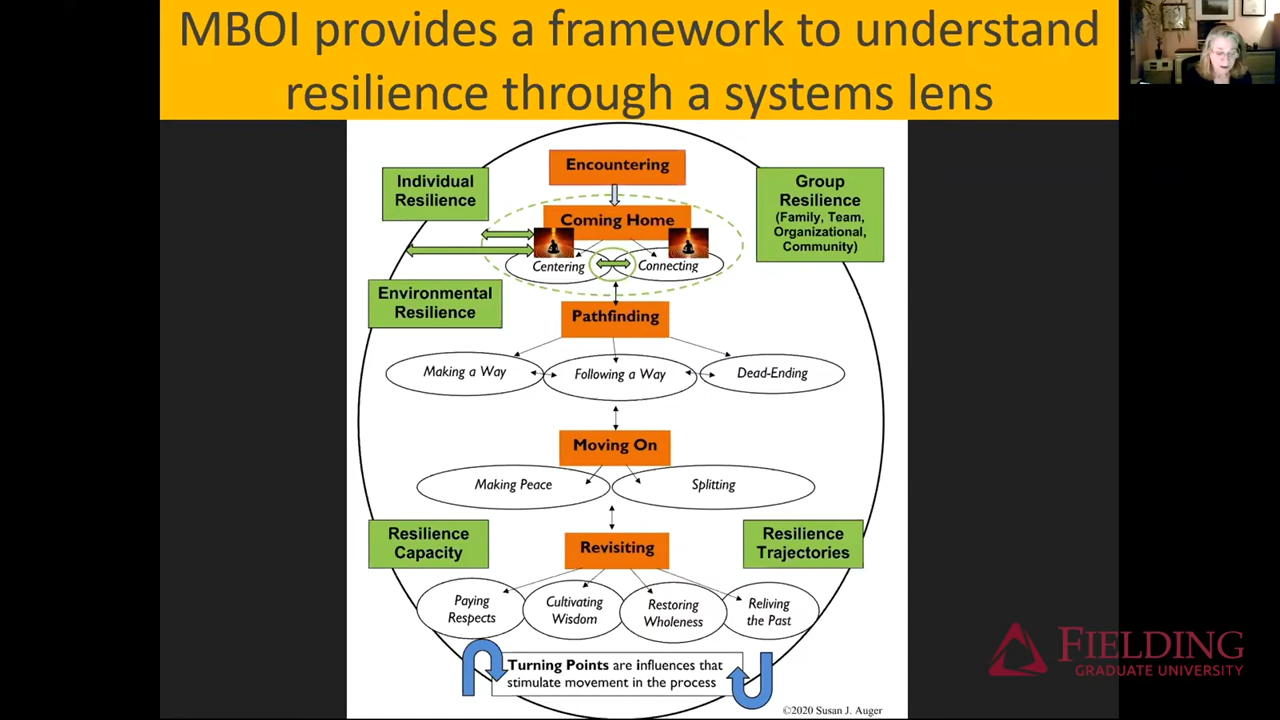 MBOI provides a framework to understand
resilience through a systems lens
Encountering
Individual
Resilience
Group
Resilience
(Family, Team,
Organizational,
Community)
Coming Home
Centering
Connecting
Environmental
Resilience
Pathfinding
Making a Way
Following a Way
Dead-Ending
Moving On
Making Peace
Splitting
Resilience
Capacity
Resilience
Trajectories
Revisiting
Paying
Respects
Cultivating
Wisdom
Restoring
Wholeness
Reliving
the Past
Turning Points are influences that
stimulate movement in the process
©2020 Susan J. Auger
FIELDING
GRADUATE UNIVERSITY